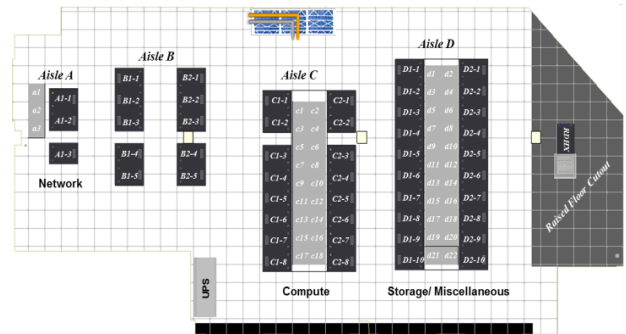 Aisle A
Aisle B
Aisle C
Aisle D
a1
a2
a3
A1-1
A1-2
A1-3
Network
B1-1
B1-2
B1-3
B1-4
B1-5
B2-1
B2-2
B2-3
B2-4
B2-5
C1-1
C1-2
C1-3
C1-4
C1-5
C1-6
C1-7
C1-8
c1 c2
c3 c4
c5 c6
c7 c8
c9 c10
c11 c12
c13 c14
c15 c16
c17 c18
C2-1
C2-2
C2-3
C2-4
C2-5
C2-6
C2-7
C2-8
Compute
D1-1
D1-2
D1-3
D1-4
D1-5
D1-6
D1-7
D1-8
D1-9
D1-10
d1 d2
d3 d4
d5 d6
d7 d8
d9 d10
d11 d12
d13 d14
d15 d16
d17 d18
d19 d20
d21 d22
D2-1
D2-2
D2-3
D2-4
D2-5
D2-6
D2-7
D2-8
D2-9
D2-10
Storage/ Miscellaneous
RDHX
Raised Floor Cutout
UPS